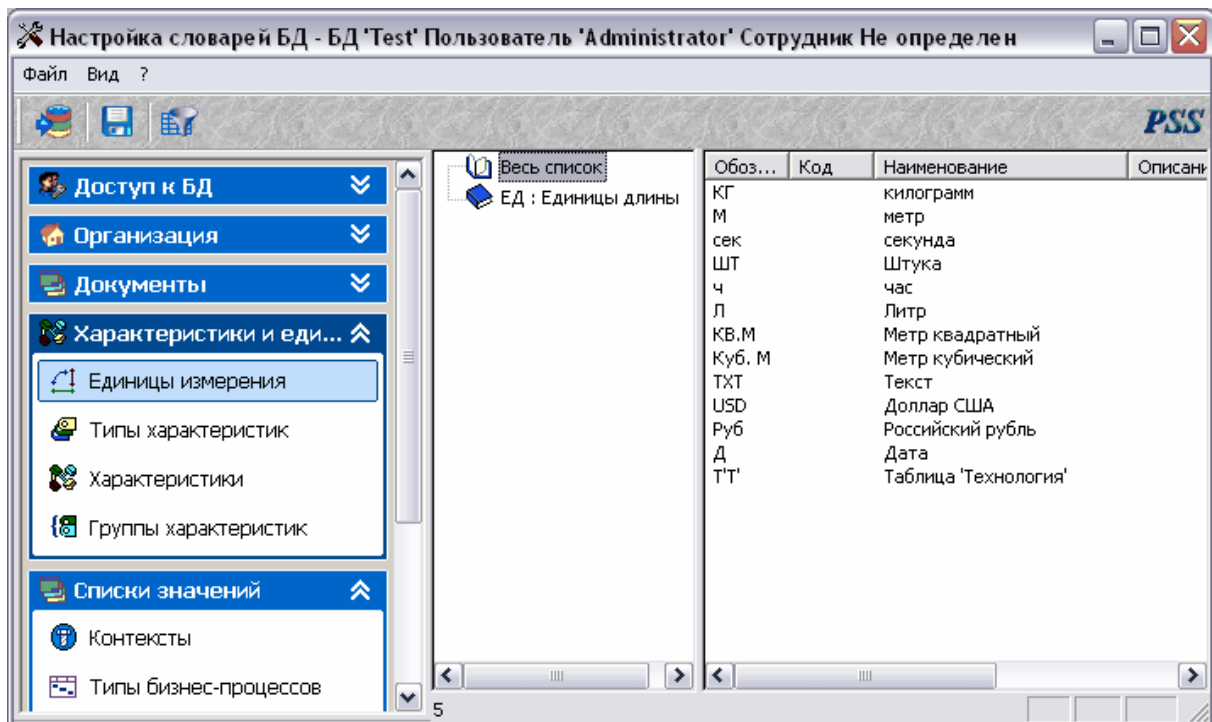 Настройка словарей БД - БД 'Test' Пользователь 'Administrator' Сотрудник Не определен
Файл Вид ?
PSS
Доступ к БД
Организация
Документы
Характеристики и еди...
Единицы измерения
Типы характеристик
Характеристики
Группы характеристик
Списки значений
Контексты
Типы бизнес-процессов
Весь список
ЕД : Единицы длины
Обоз... Код Наименование Описани
КГ килограмм
М метр
сек секунда
ШТ Штука
ч час
Л Литр
КВ.М Метр квадратный
Куб. М Метр кубический
ТХТ Текст
USD Доллар США
Руб Российский рубль
Д Дата
Т'Т' Таблица 'Технология'
5